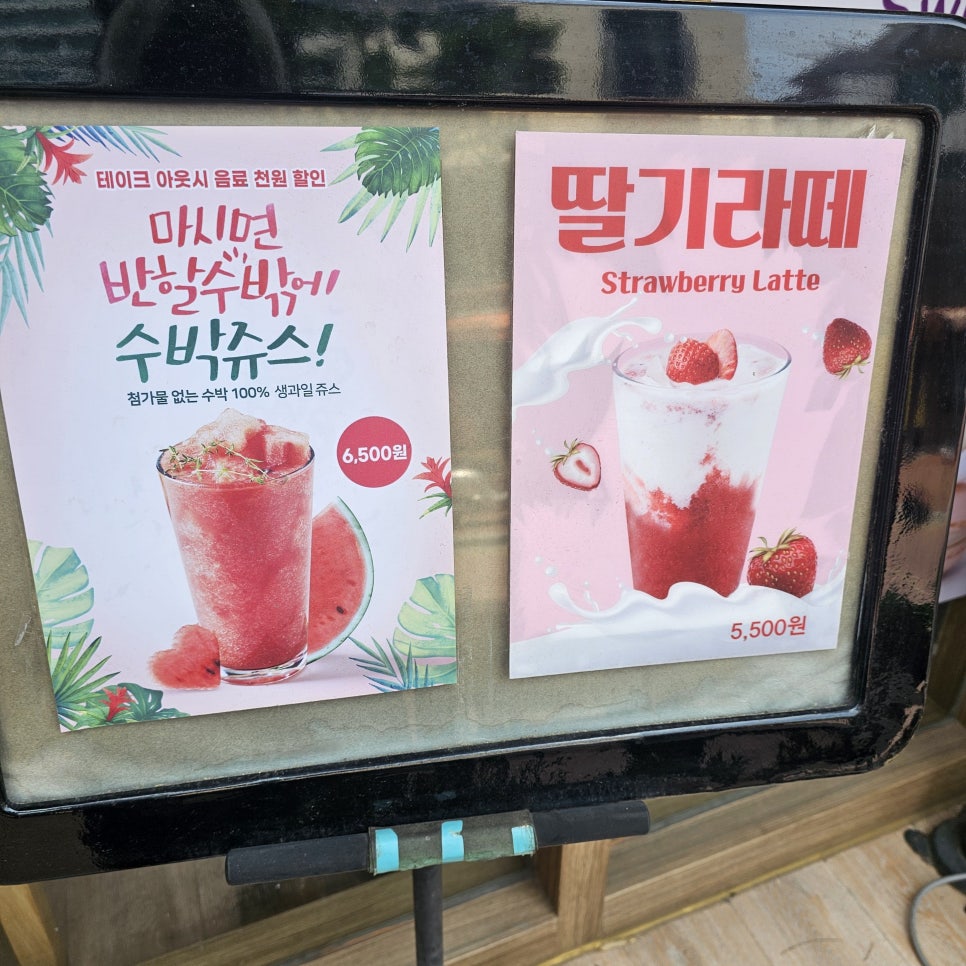 테이크 아웃시 음료 천원 할인
마시면
반할수"밖에
수박쥬스!
첨가물 없는 수박 100% 생과일 쥬스
6,500원
딸기라떼
Strawberry Latte
5,500원